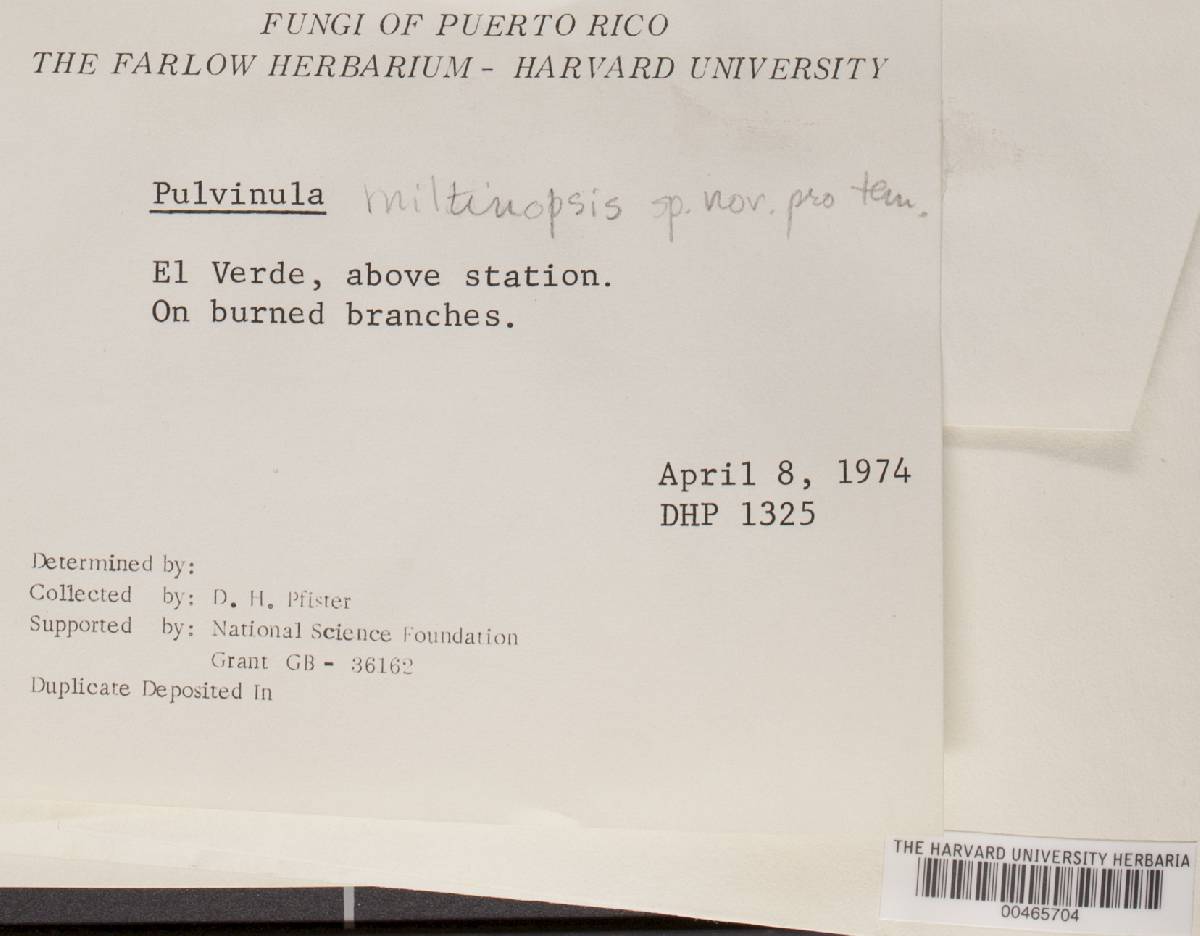 FUNGI OF PUERTO RICO
THE FARLOW HERBARIUM - HARVARD UNIVERSITY
Pulvinula miltinopsis sp. nov. pro tem.
El Verde, above station.
On burned branches.
April 8, 1974
DHP 1325
Determined by:
Collected by: D. H. Pfister
Supported by: National Science Foundation
Grant GB - 36162
Duplicate Deposited In
THE HARVARD UNIVERSITY HERBARIA
00465704